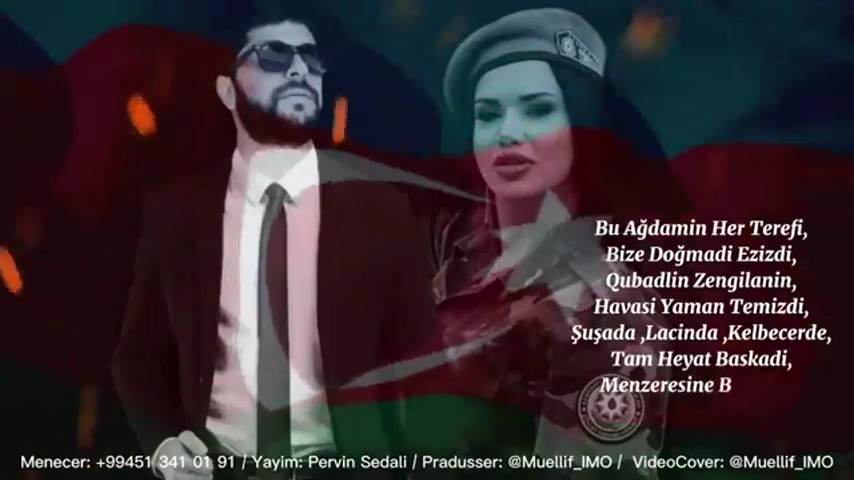 Bu Ağdamin Her Terefi,
Bize Doğmadi Ezizdi,
Qubadlin Zengilanin,
Havasi Yaman Temizdi,
Şuşada ,Lacinda ,Kelbecerde,
Tam Heyat Baskadi,
Menzeresine B
Menecer: +99451 341 01 91 / Yayim: Pervin Sedali / Pradusser: @Muellif_IMO / VideoCover: @Muellif_IMO